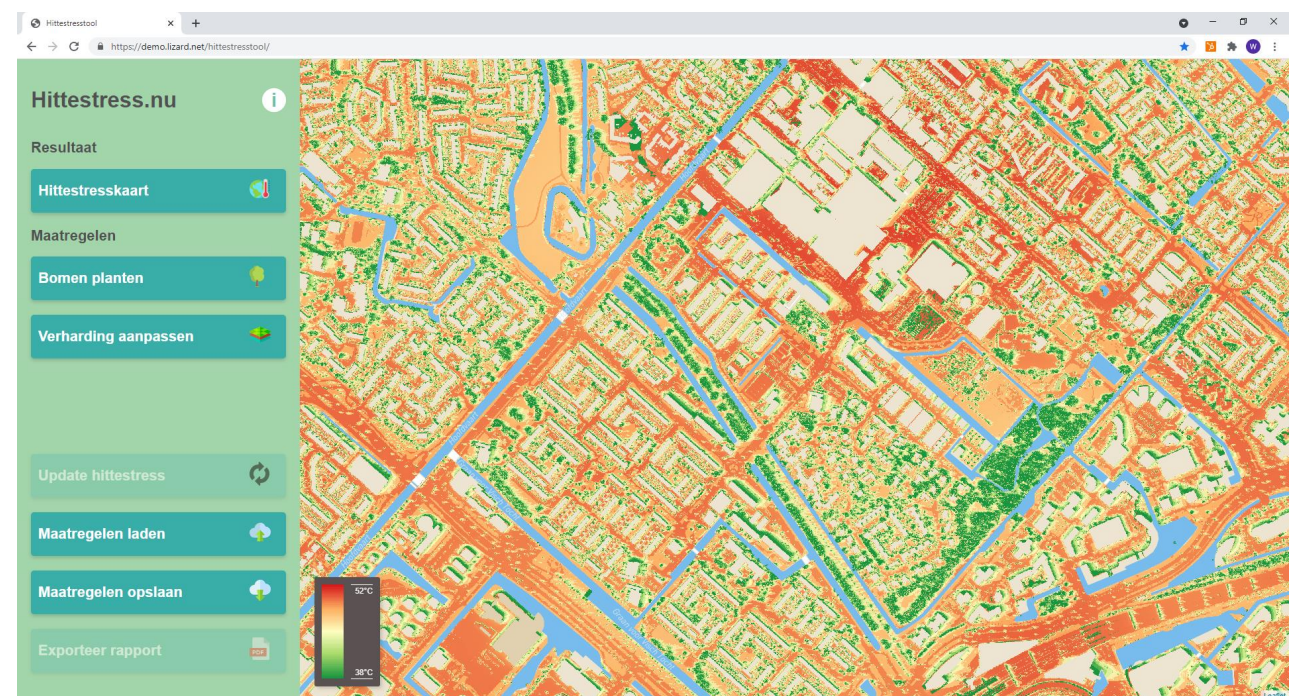 Hittestresstool
https://demo.lizard.net/hittestresstool/
W
Hittestress.nu
i
Resultaat
Hittestresskaart
Maatregelen
Bomen planten
Verharding aanpassen
Update hittestress
Maatregelen laden
Maatregelen opslaan
Exporteer rapport
PDF
52°C
38°C
Leaflet